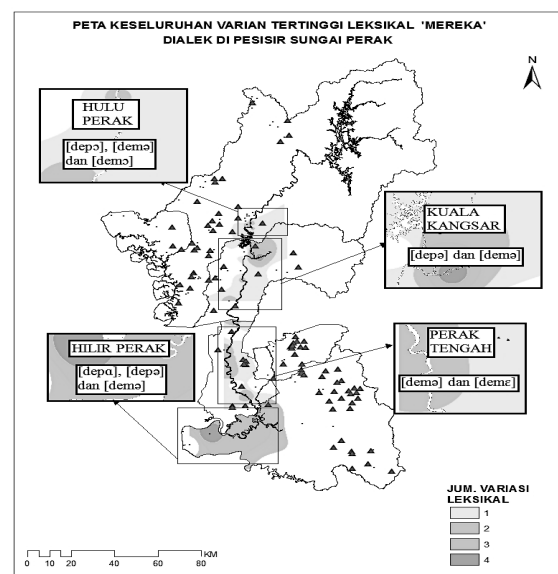 PETA KESELURUHAN VARIAN TERTINGGI LEKSIKAL 'MEREKA'
DIALEK DI PESISIR SUNGAI PERAK
N
HULU
PERAK
[depɔ], [demə]
dan [demɔ]
KUALA
KANGSAR
[depə] dan [demə]
HILIR PERAK
[depɑ], [depə]
dan [demə]
PERAK
TENGAH
[demə] dan [demɛ]
JUM. VARIASI
LEKSIKAL
1
2
3
4
0 10 20 40 60 80 KM